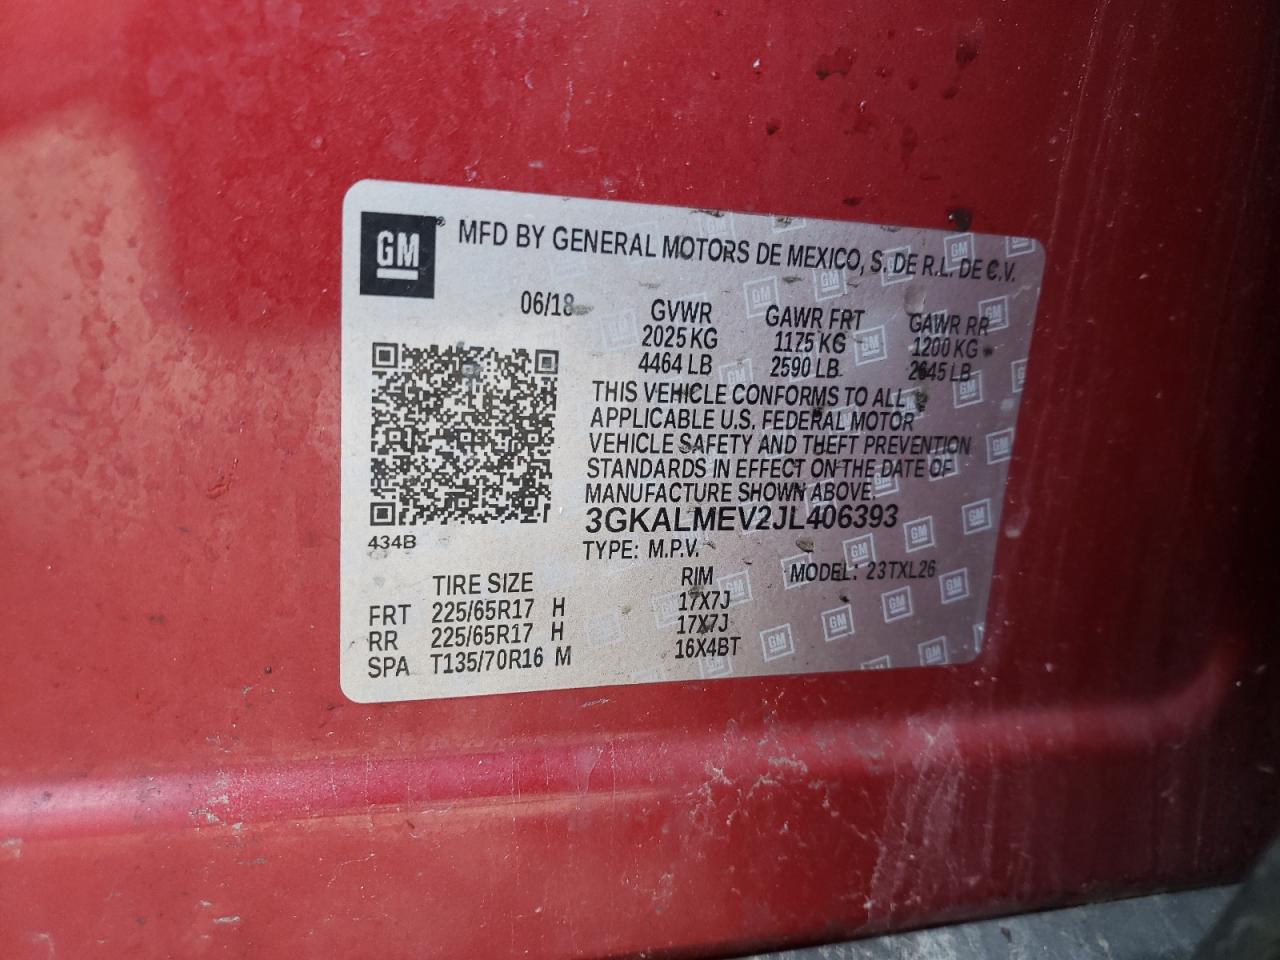 GM ® MFD BY GENERAL MOTORS DE MEXICO, S. DE R.L. DE C.V.
06/18 GVWR GAWR FRT GAWR RR
2025 KG 1175 KG 1200 KG
4464 LB 2590 LB 2645 LB
THIS VEHICLE CONFORMS TO ALL
APPLICABLE U.S. FEDERAL MOTOR
VEHICLE SAFETY AND THEFT PREVENTION
STANDARDS IN EFFECT ON THE DATE OF
MANUFACTURE SHOWN ABOVE.
3GKALMEV2JL406393
434B TYPE: M.P.V.
TIRE SIZE RIM MODEL: 23TXL26
FRT 225/65R17 H 17X7J
RR 225/65R17 H 17X7J
SPA T135/70R16 M 16X4BT